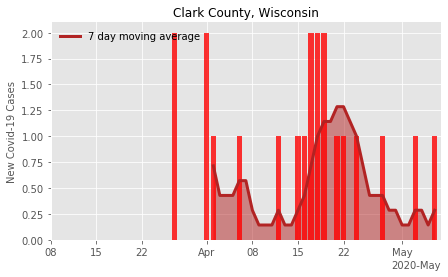 Clark County, Wisconsin
7 day moving average
New Covid-19 Cases
2.00
1.75
1.50
1.25
1.00
0.75
0.50
0.25
0.00
08 15 22 Apr 08 15 22 May
2020-May